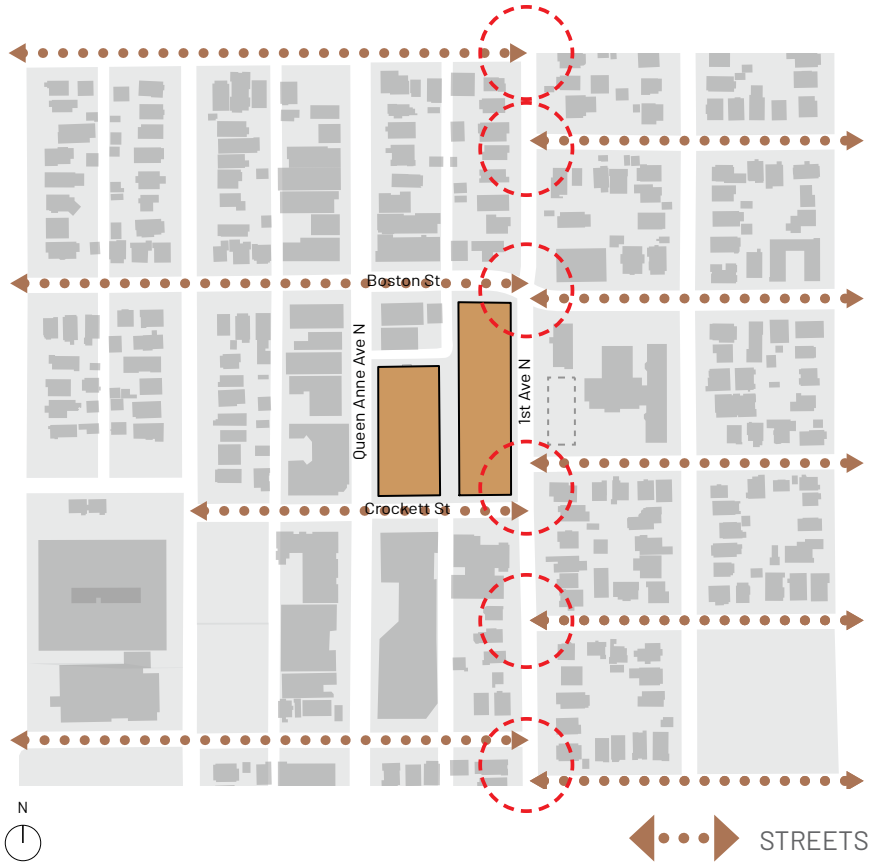 Boston St
Queen Anne Ave N
1st Ave N
Crockett St
N
STREETS